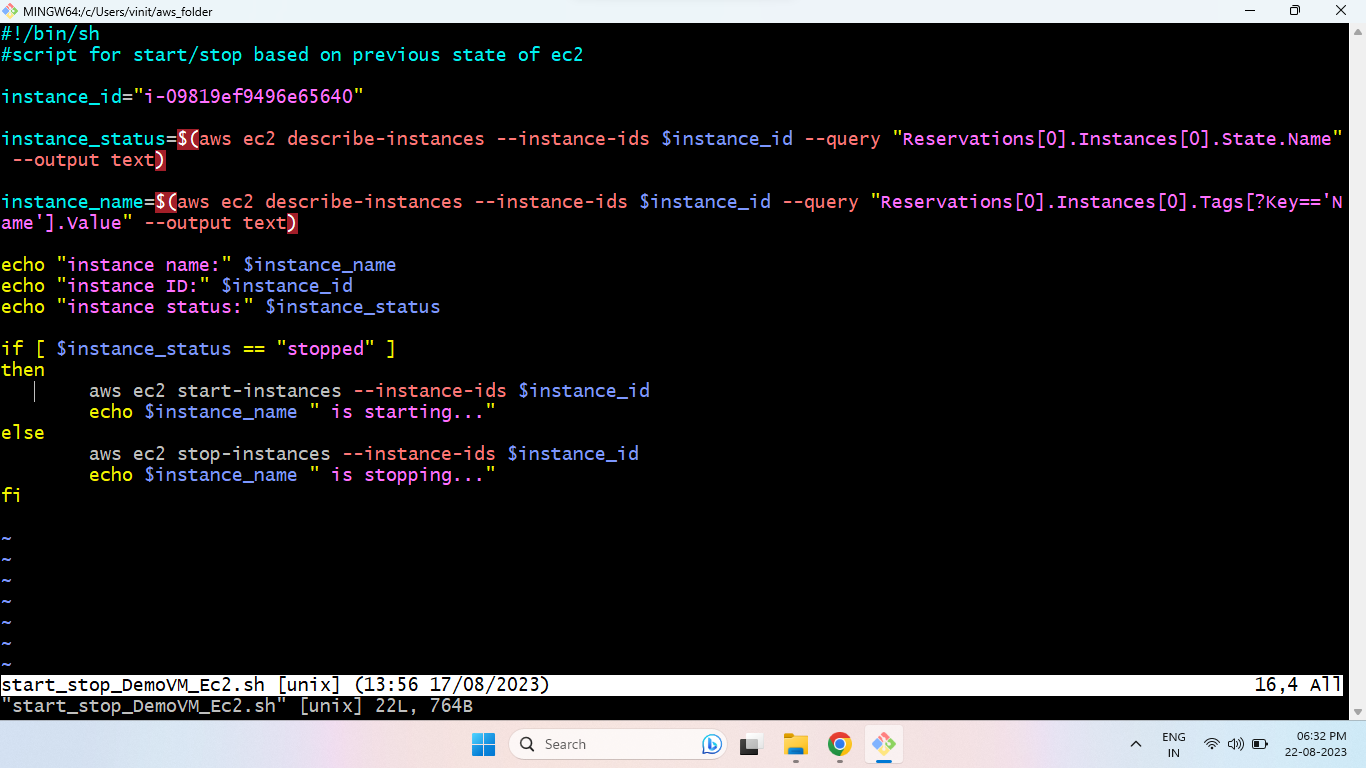 MINGW64:/c/Users/vinit/aws_folder
#!/bin/sh
#script for start/stop based on previous state of ec2
instance_id="i-09819ef9496e65640"
instance_status=$(aws ec2 describe-instances --instance-ids $instance_id --query "Reservations[0].Instances[0].State.Name"
 --output text)
instance_name=$(aws ec2 describe-instances --instance-ids $instance_id --query "Reservations[0].Instances[0].Tags[?Key=='N
ame'].Value" --output text)
echo "instance name:" $instance_name
echo "instance ID:" $instance_id
echo "instance status:" $instance_status
if [ $instance_status == "stopped" ]
then
        aws ec2 start-instances --instance-ids $instance_id
        echo $instance_name " is starting..."
else
        aws ec2 stop-instances --instance-ids $instance_id
        echo $instance_name " is stopping..."
fi
~
~
~
~
~
~
~
start_stop_DemoVM_Ec2.sh [unix] (13:56 17/08/2023) 16,4 All
"start_stop_DemoVM_Ec2.sh" [unix] 22L, 764B
Search
ENG
IN
06:32 PM
22-08-2023